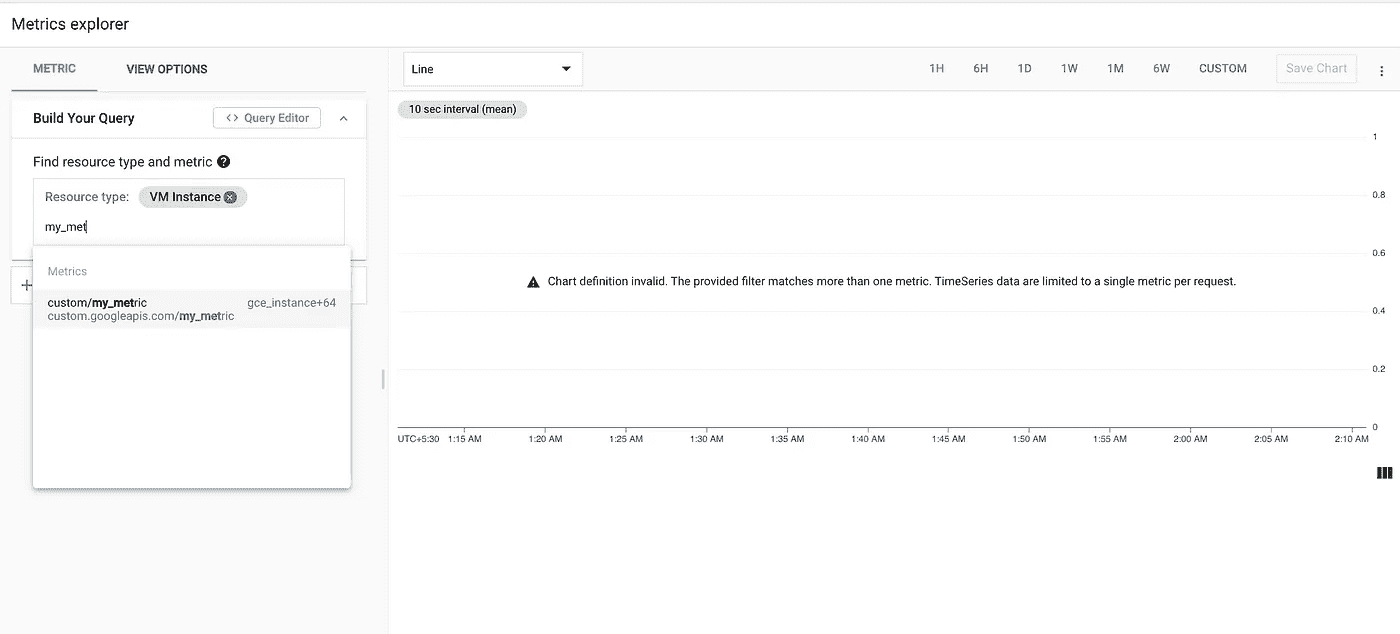 Metrics explorer
METRIC VIEW OPTIONS
Line
1H 6H 1D 1W 1M 6W CUSTOM Save Chart
Build Your Query
<> Query Editor
10 sec interval (mean)
Find resource type and metric ?
Resource type: VM Instance
my_met
Metrics
custom/my_metric gce_instance+64
custom.googleapis.com/my_metric
Chart definition invalid. The provided filter matches more than one metric. TimeSeries data are limited to a single metric per request.
1
0.8
0.6
0.4
0.2
0
UTC+5:30 1:15 AM 1:20 AM 1:25 AM 1:30 AM 1:35 AM 1:40 AM 1:45 AM 1:50 AM 1:55 AM 2:00 AM 2:05 AM 2:10 AM